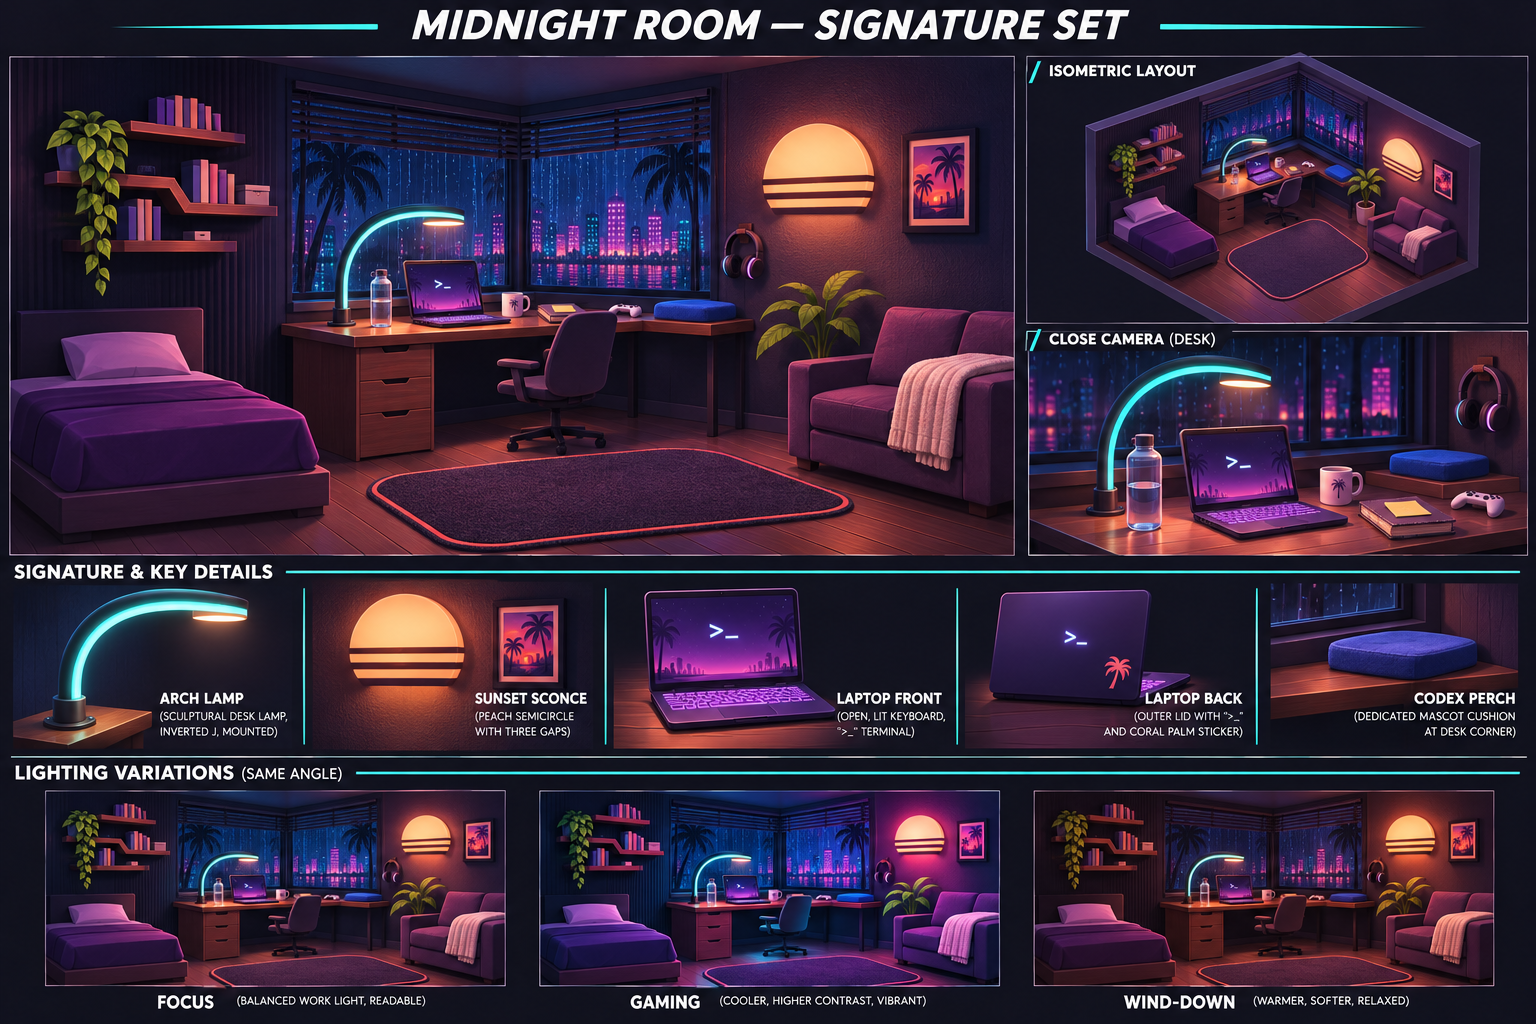 MIDNIGHT ROOM — SIGNATURE SET
ISOMETRIC LAYOUT
>_
CLOSE CAMERA (DESK)
>_
SIGNATURE & KEY DETAILS
ARCH LAMP
(SCULPTURAL DESK LAMP,
INVERTED J, MOUNTED)
SUNSET SCONCE
(PEACH SEMICIRCLE
WITH THREE GAPS)
>_
LAPTOP FRONT
(OPEN, LIT KEYBOARD,
">_" TERMINAL)
>_
LAPTOP BACK
(OUTER LID WITH ">_"
AND CORAL PALM STICKER)
CODEX PERCH
(DEDICATED MASCOT CUSHION
AT DESK CORNER)
LIGHTING VARIATIONS (SAME ANGLE)
FOCUS (BALANCED WORK LIGHT, READABLE)
GAMING (COOLER, HIGHER CONTRAST, VIBRANT)
WIND-DOWN (WARMER, SOFTER, RELAXED)